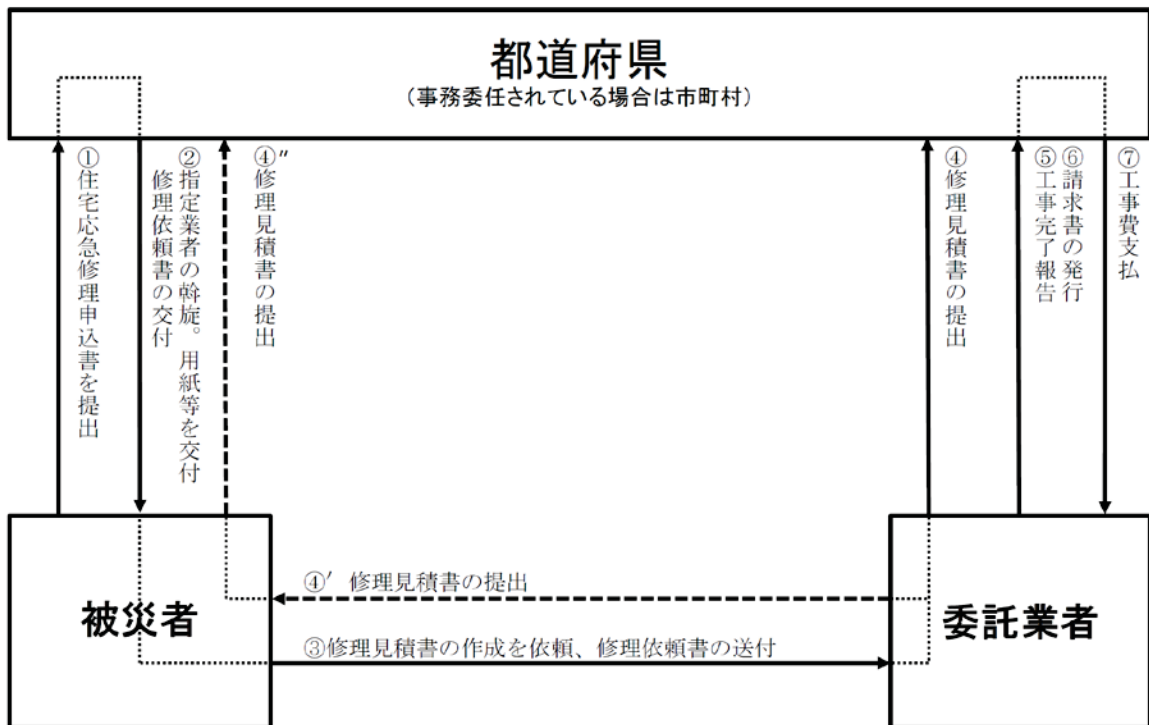 都道府県
(事務委任されている場合は市町村)
①住宅応急修理申込書を提出
②指定業者の斡旋。用紙等を交付
修理依頼書の交付
④″修理見積書の提出
④修理見積書の提出
⑤工事完了報告
⑥請求書の発行
⑦工事費支払
④′ 修理見積書の提出
③修理見積書の作成を依頼、修理依頼書の送付
被災者
委託業者